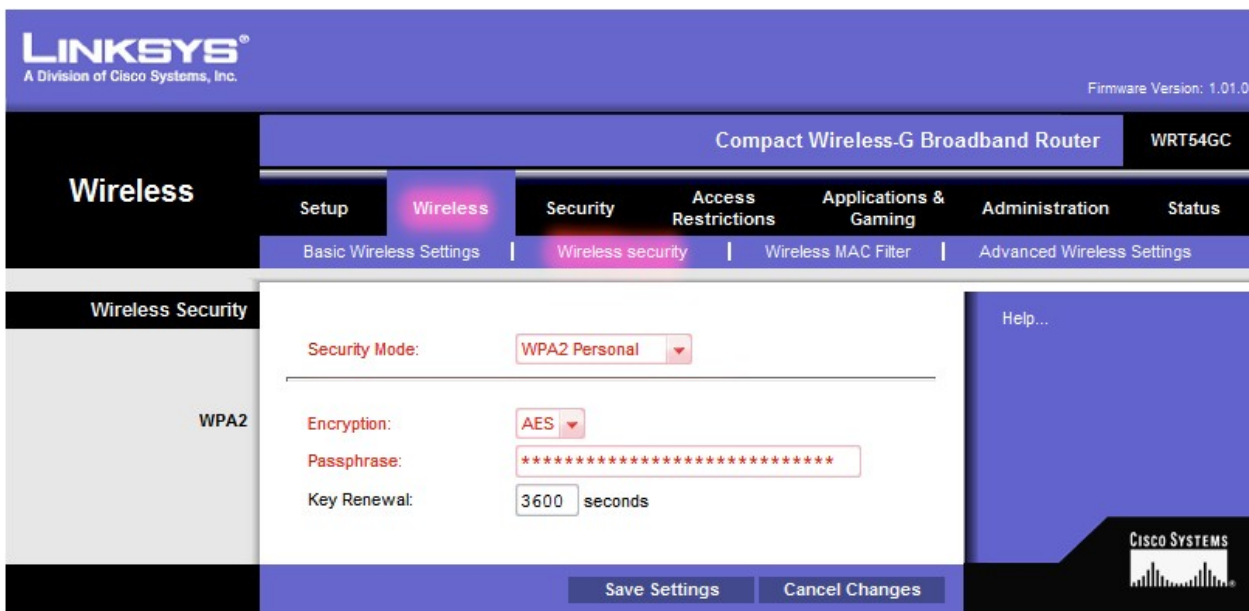 LINKSYS®
A Division of Cisco Systems, Inc.
Firmware Version: 1.01.0
Compact Wireless-G Broadband Router WRT54GC
Wireless
Setup Wireless Security Access Restrictions Applications & Gaming Administration Status
Basic Wireless Settings | Wireless security | Wireless MAC Filter | Advanced Wireless Settings
Wireless Security
Help...
Security Mode: WPA2 Personal
WPA2
Encryption: AES
Passphrase: *****************************
Key Renewal: 3600 seconds
CISCO SYSTEMS
Save Settings Cancel Changes